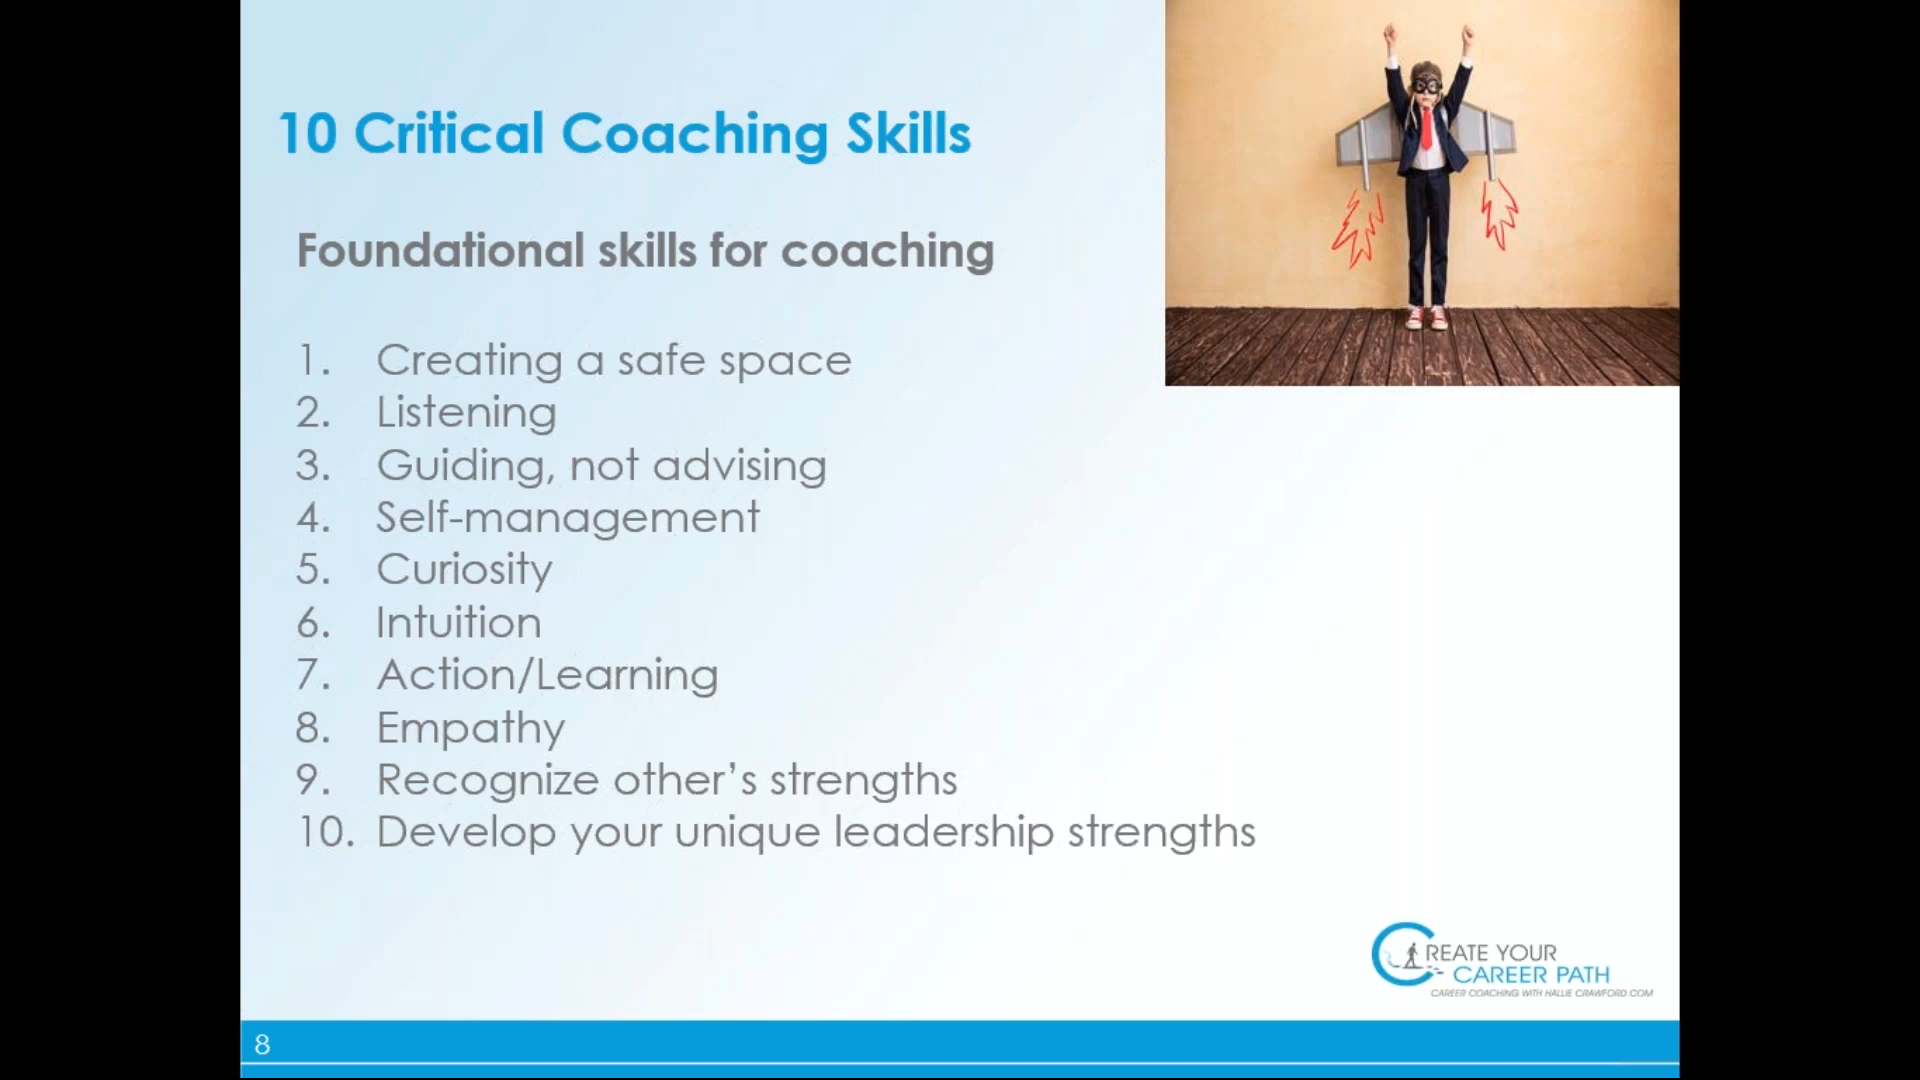 10 Critical Coaching Skills
Foundational skills for coaching
1. Creating a safe space
2. Listening
3. Guiding, not advising
4. Self-management
5. Curiosity
6. Intuition
7. Action/Learning
8. Empathy
9. Recognize other’s strengths
10. Develop your unique leadership strengths
CREATE YOUR
CAREER PATH
CAREER COACHING WITH HALLIE CRAWFORD.COM
8